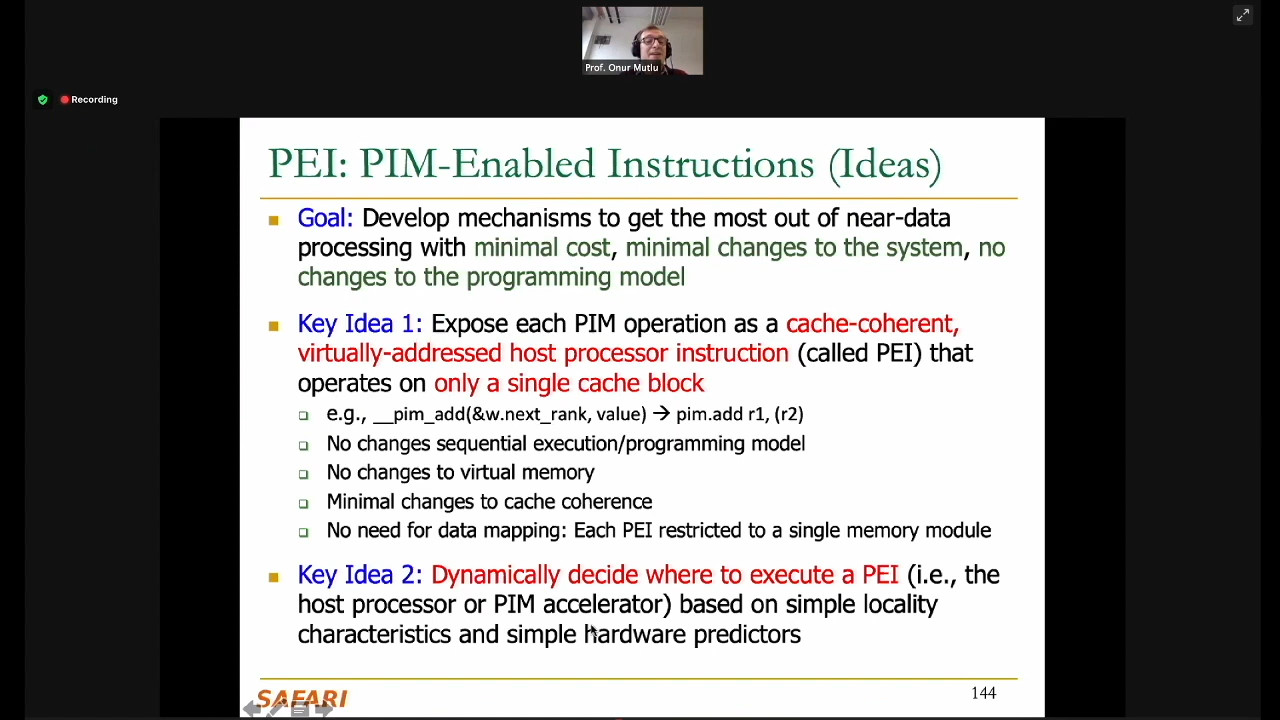 Prof. Onur Mutlu
Recording
PEI: PIM-Enabled Instructions (Ideas)
Goal: Develop mechanisms to get the most out of near-data
processing with minimal cost, minimal changes to the system, no
changes to the programming model
Key Idea 1: Expose each PIM operation as a cache-coherent,
virtually-addressed host processor instruction (called PEI) that
operates on only a single cache block
e.g., __pim_add(&w.next_rank, value) → pim.add r1, (r2)
No changes sequential execution/programming model
No changes to virtual memory
Minimal changes to cache coherence
No need for data mapping: Each PEI restricted to a single memory module
Key Idea 2: Dynamically decide where to execute a PEI (i.e., the
host processor or PIM accelerator) based on simple locality
characteristics and simple hardware predictors
SAFARI
144